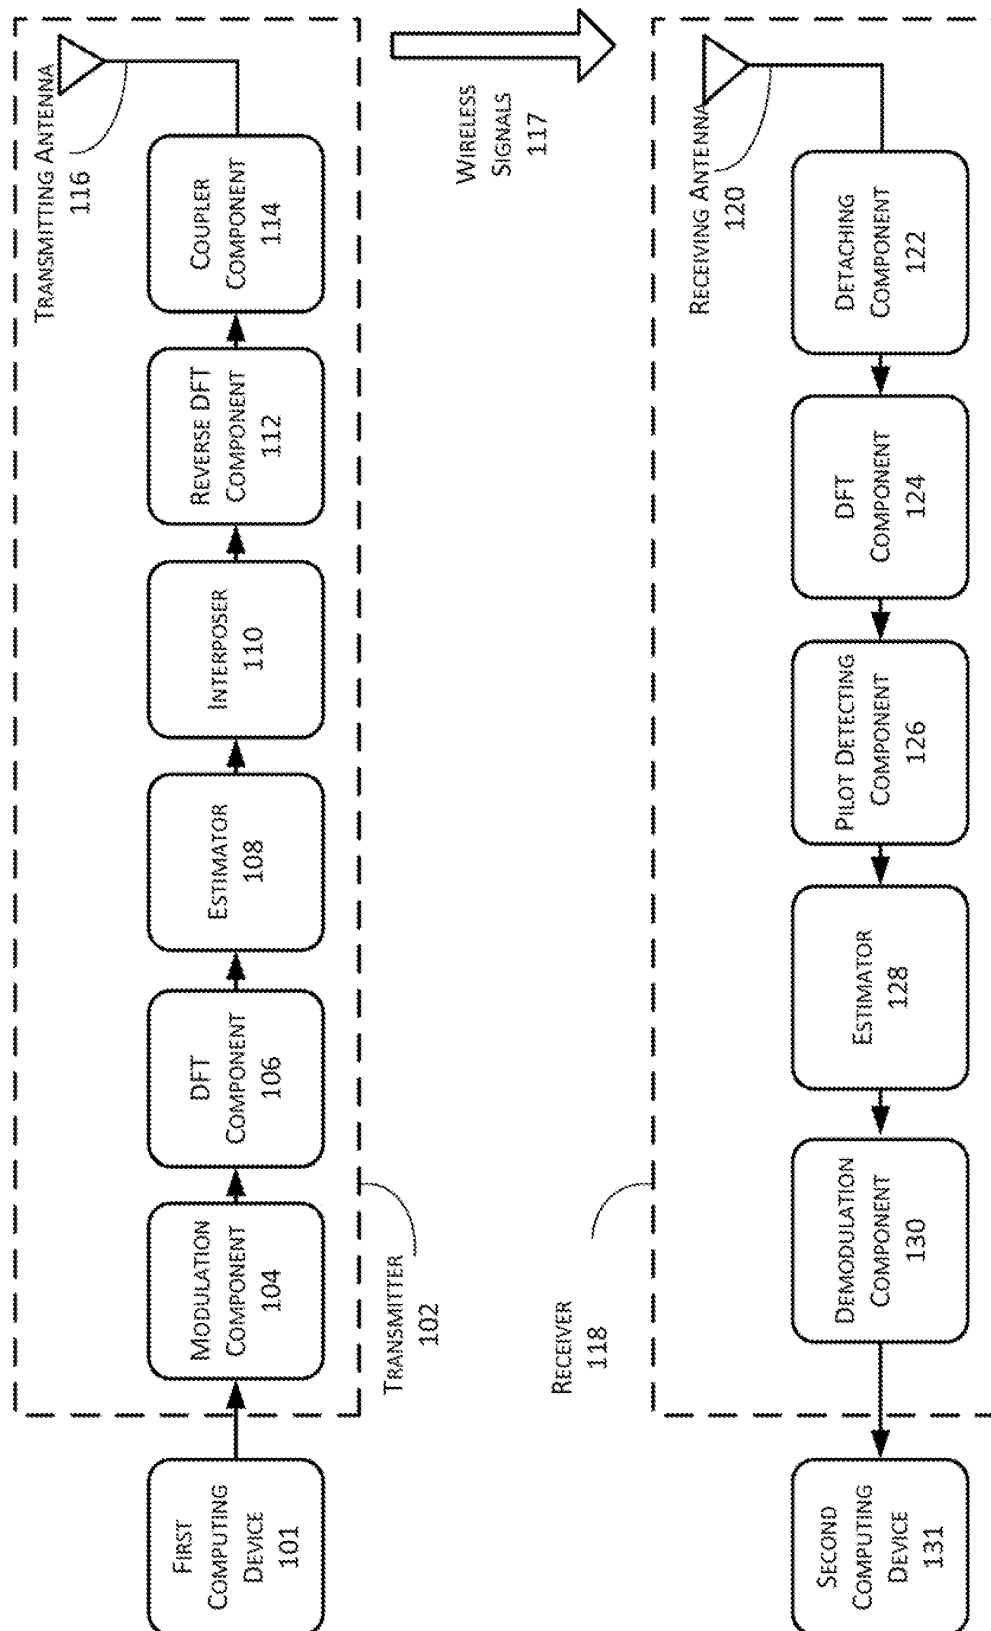 FIRST
COMPUTING
DEVICE
101
MODULATION
COMPONENT
104
DFT
COMPONENT
106
ESTIMATOR
108
INTERPOSER
110
REVERSE DFT
COMPONENT
112
COUPLER
COMPONENT
114
TRANSMITTING ANTENNA
116
TRANSMITTER
102
WIRELESS
SIGNALS
117
RECEIVER
118
RECEIVING ANTENNA
120
DETACHING
COMPONENT
122
DFT
COMPONENT
124
PILOT DETECTING
COMPONENT
126
ESTIMATOR
128
DEMODULATION
COMPONENT
130
SECOND
COMPUTING
DEVICE
131